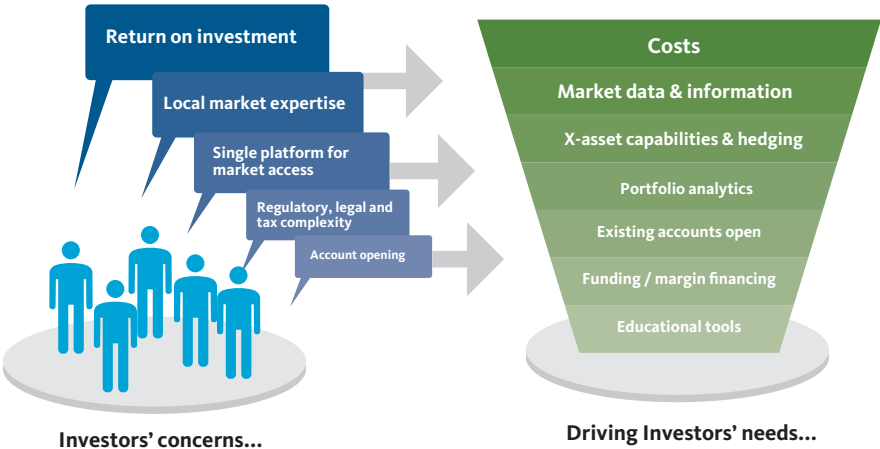 Return on investment
Local market expertise
Single platform for
market access
Regulatory, legal and
tax complexity
Account opening
Investors’ concerns...
Costs
Market data & information
X-asset capabilities & hedging
Portfolio analytics
Existing accounts open
Funding / margin financing
Educational tools
Driving Investors’ needs...